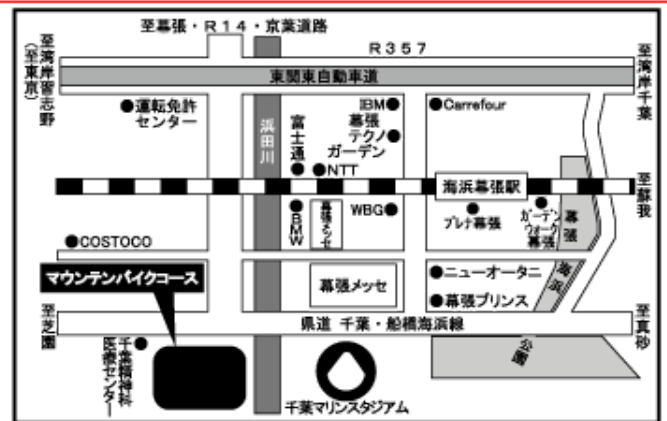 至幕張・R14・京葉道路
R357
至湾岸習志野
(至東京)
至湾岸千葉
東関東自動車道
●運転免許
センター
浜田川
富士通
IBM●
幕張
テクノ●
ガーデン
●NTT
●Carrefour
海浜幕張駅
至蘇我
●BMW
幕張メッセ
WBG●
プレナ幕張
ガーデン
ウォーク
幕張
幕張
海浜
公園
●COSTOCO
マウンテンバイクコース
幕張メッセ
●ニューオータニ
●幕張プリンス
至芝園
県道 千葉・船橋海浜線
至真砂
千葉精神科
医療センター
千葉マリンスタジアム